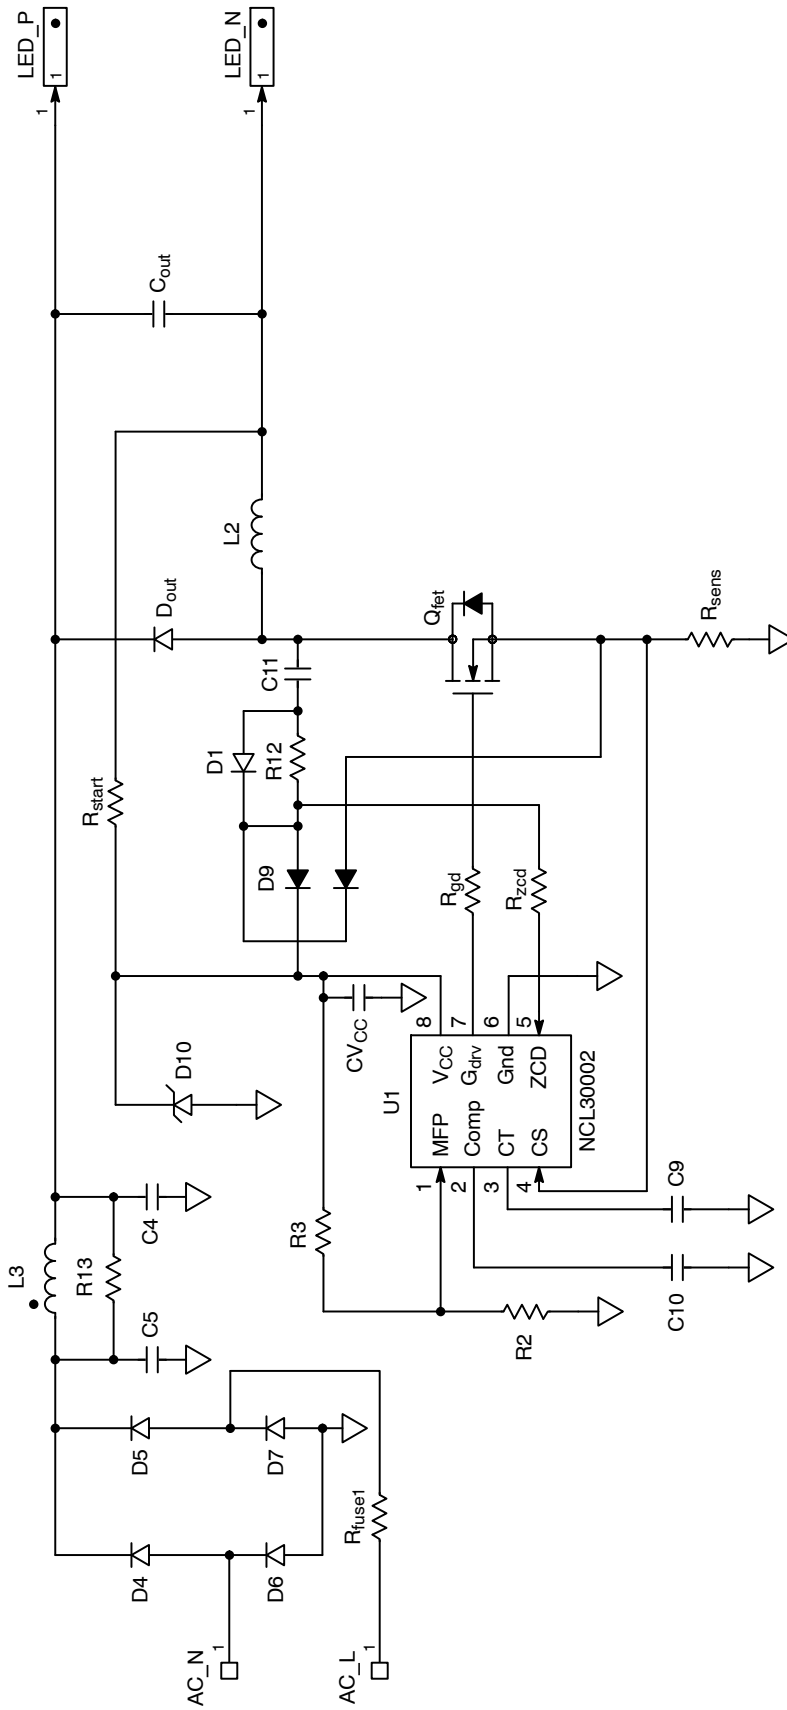 LED_P
1
1
LED_N
1
1
Cout
L2
Dout
Qfet
Rsens
C11
D1
R12
Rstart
D9
Rgd
Rzcd
D10
CVCC
8
7
6
5
U1
VCC
Gdrv
Gnd
ZCD
MFP
Comp
CT
CS
NCL30002
1
2
3
4
C4
L3
R13
C5
R3
R2
C9
C10
D5
D7
D4
D6
Rfuse1
AC_N
1
AC_L
1